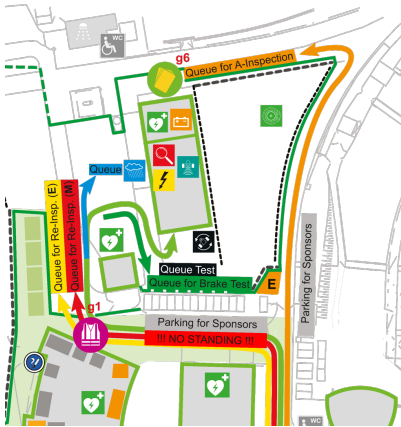 WC
g6
Queue for A-Inspection
Queue
Queue for Re-Insp. (E)
Queue for Re-Insp. (M)
Queue Test
Queue for Brake Test
E
g1
Parking for Sponsors
!!! NO STANDING !!!
Parking for Sponsors
WC